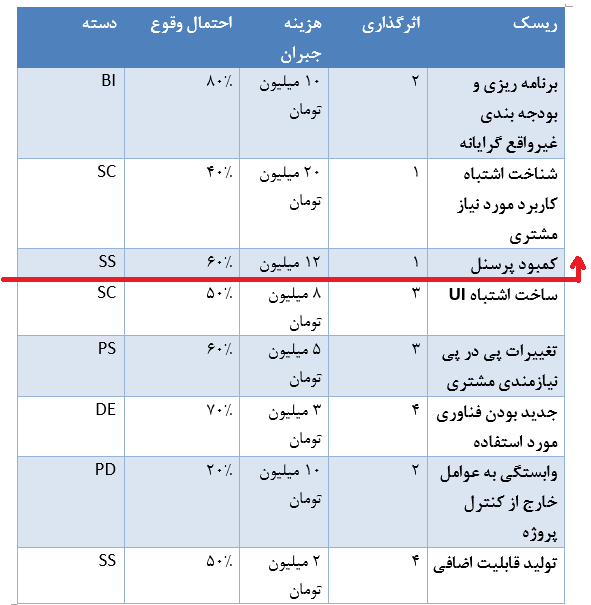 ریسک اثرگذاری هزینه احتمال وقوع دسته
جبران
برنامه ریزی و ۲ ۱۰ میلیون ۸۰٪ BI
بودجه بندی تومان
غیرواقع گرایانه
شناخت اشتباه ۱ ۲۰ میلیون ۴۰٪ SC
کاربرد مورد نیاز تومان
مشتری
کمبود پرسنل ۱ ۱۲ میلیون ۶۰٪ SS
ساخت اشتباه UI ۳ ۸ میلیون ۵۰٪ SC
تومان
تغییرات پی در پی ۳ ۵ میلیون ۶۰٪ PS
نیازمندی مشتری تومان
جدید بودن فناوری ۴ ۳ میلیون ۷۰٪ DE
مورد استفاده تومان
وابستگی به عوامل ۲ ۱۰ میلیون ۲۰٪ PD
خارج از کنترل تومان
پروژه
تولید قابلیت اضافی ۴ ۲ میلیون ۵۰٪ SS
تومان